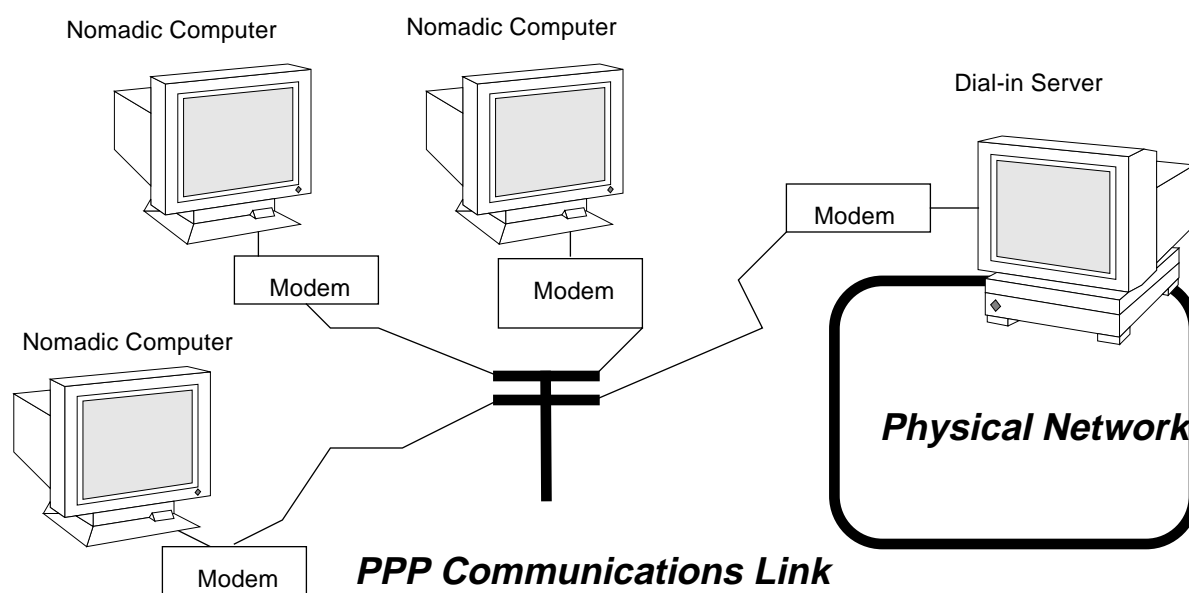 Nomadic Computer
Nomadic Computer
Dial-in Server
Modem
Modem
Modem
Nomadic Computer
Physical Network
Modem
PPP Communications Link